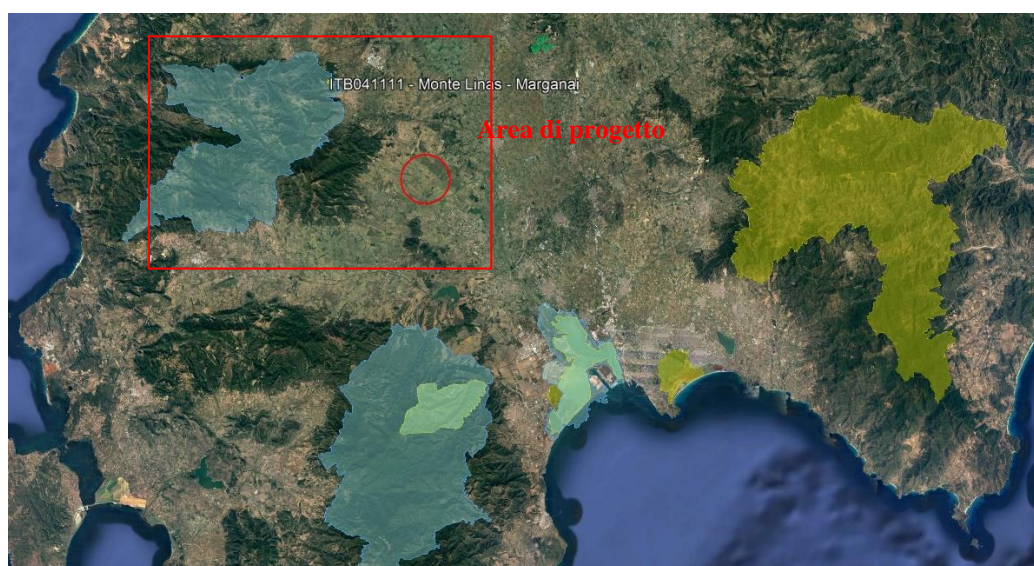 ITB041111 - Monte Linas - Marganai
Area di progetto